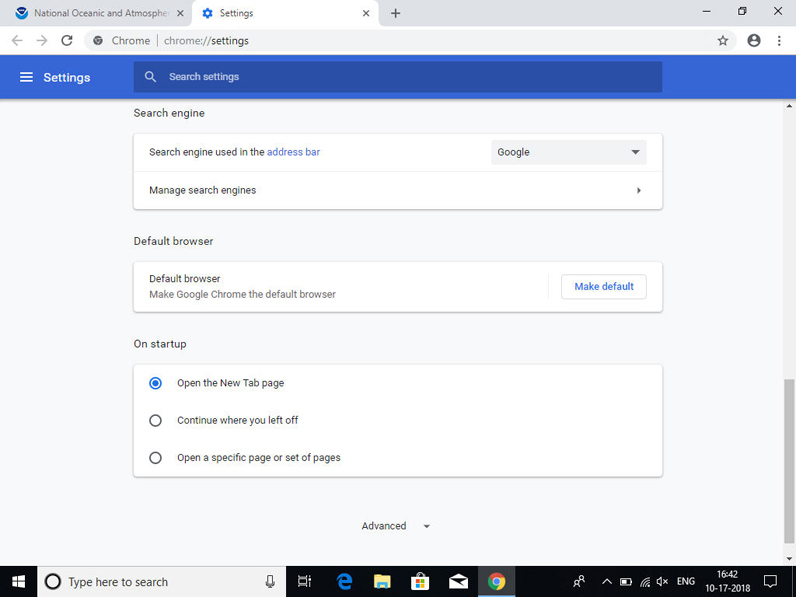 National Oceanic and Atmospher
Settings
Chrome
chrome://settings
Settings
Search settings
Search engine
Search engine used in the address bar
Google
Manage search engines
Default browser
Default browser
Make Google Chrome the default browser
Make default
On startup
Open the New Tab page
Continue where you left off
Open a specific page or set of pages
Advanced
Type here to search
ENG
16:42
10-17-2018